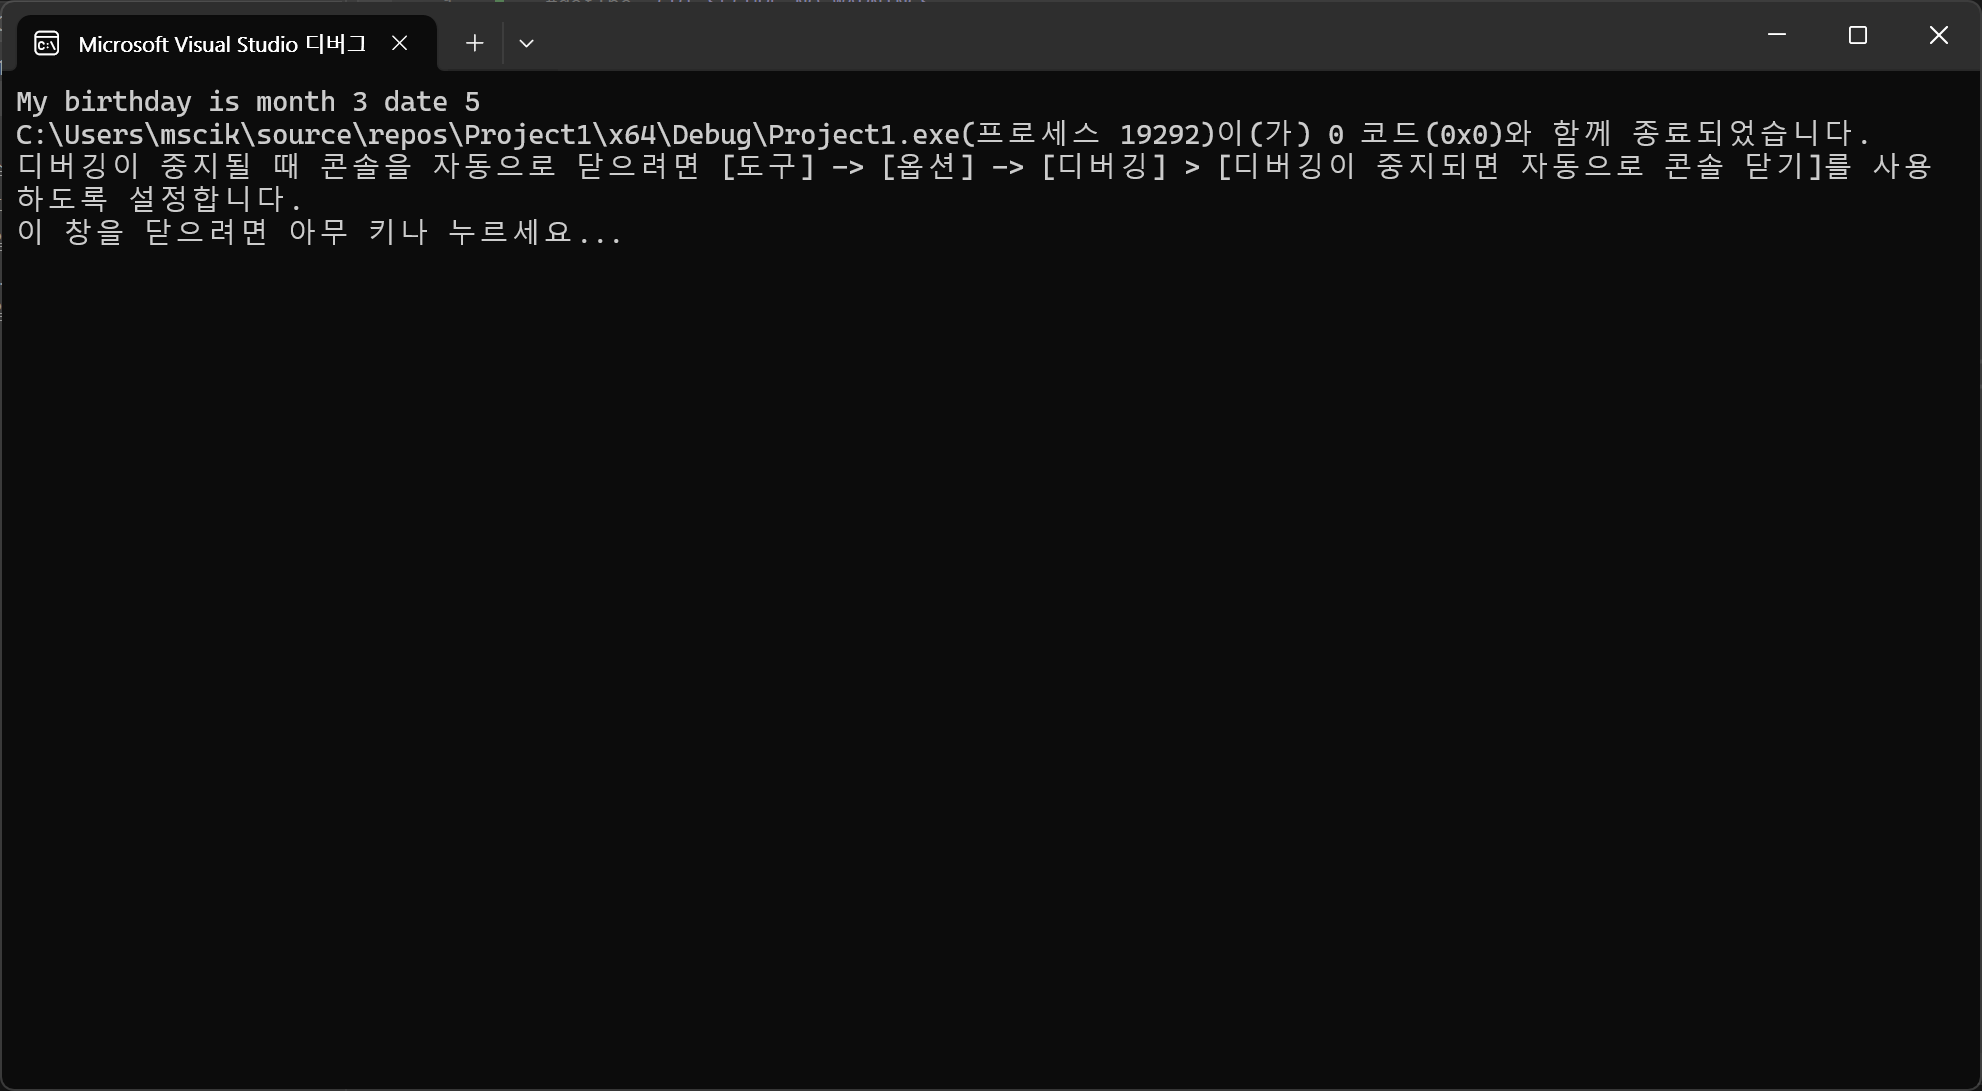 Microsoft Visual Studio 디버그
My birthday is month 3 date 5
C:\Users\mscik\source\repos\Project1\x64\Debug\Project1.exe(프로세스 19292)이(가) 0 코드(0x0)와 함께 종료되었습니다.
디버깅이 중지될 때 콘솔을 자동으로 닫으려면 [도구] -> [옵션] -> [디버깅] > [디버깅이 중지되면 자동으로 콘솔 닫기]를 사용
하도록 설정합니다.
이 창을 닫으려면 아무 키나 누르세요...